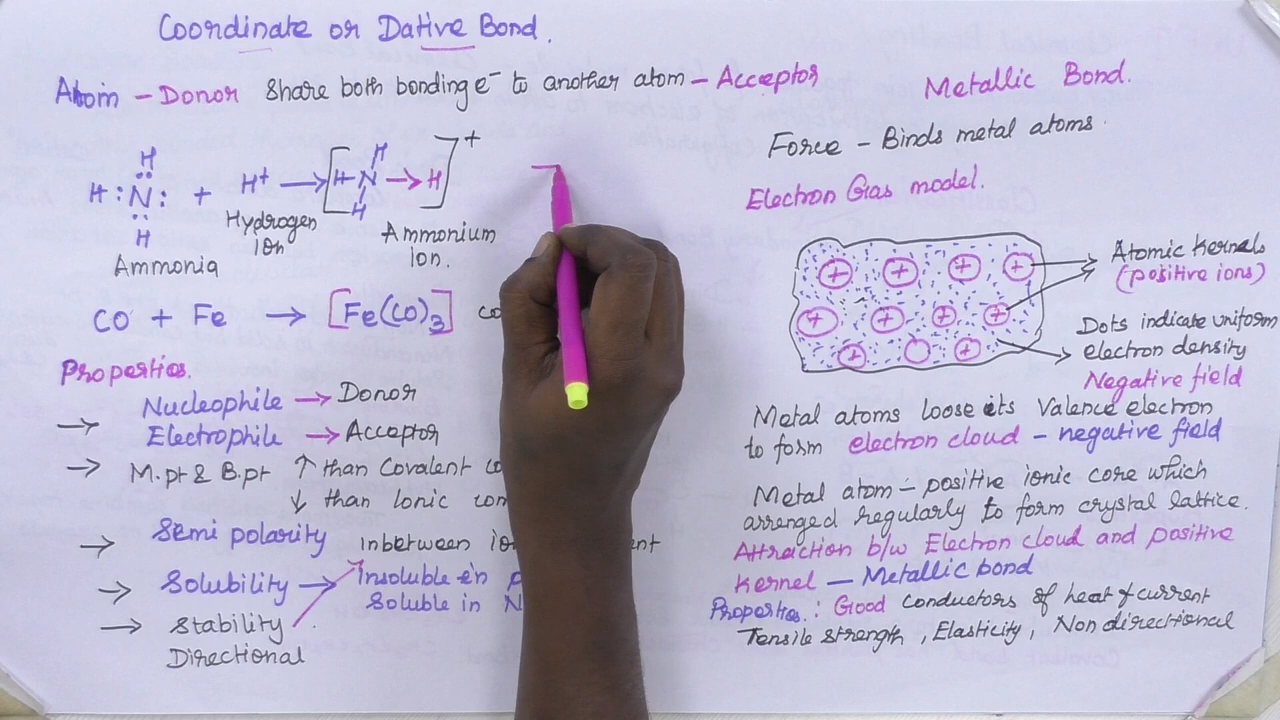 Coordinate or Dative Bond.
Atom - Donor Share both bonding e- to another atom - Acceptor
H
H : N : + H+ → [H-N → H]+
H
H
H
H
Hydrogen
Ion
Ammonia
Ammonium
Ion.
CO + Fe → [Fe(CO)3]
Properties.
Nucleophile → Donor
→ Electrophile → Acceptor
→ M.pt & B.pt ↑ than Covalent
↓ than Ionic
→ Semi polarity inbetween
→ Solubility → Insoluble in
Soluble in
→ Stability
Directional
Metallic Bond.
Force - Binds metal atoms.
Electron Gas model.
+ + + +
+ + + +
+ +
Atomic Kernels
(positive ions)
Dots indicate uniform
electron density
Negative field
Metal atoms loose its Valence electron
to form electron cloud - negative field
Metal atom - positive ionic core which
arranged regularly to form crystal lattice.
Attraction b/w Electron cloud and positive
Kernel - Metallic bond
Properties. : Good conductors of heat & current
Tensile strength, Elasticity, Non directional